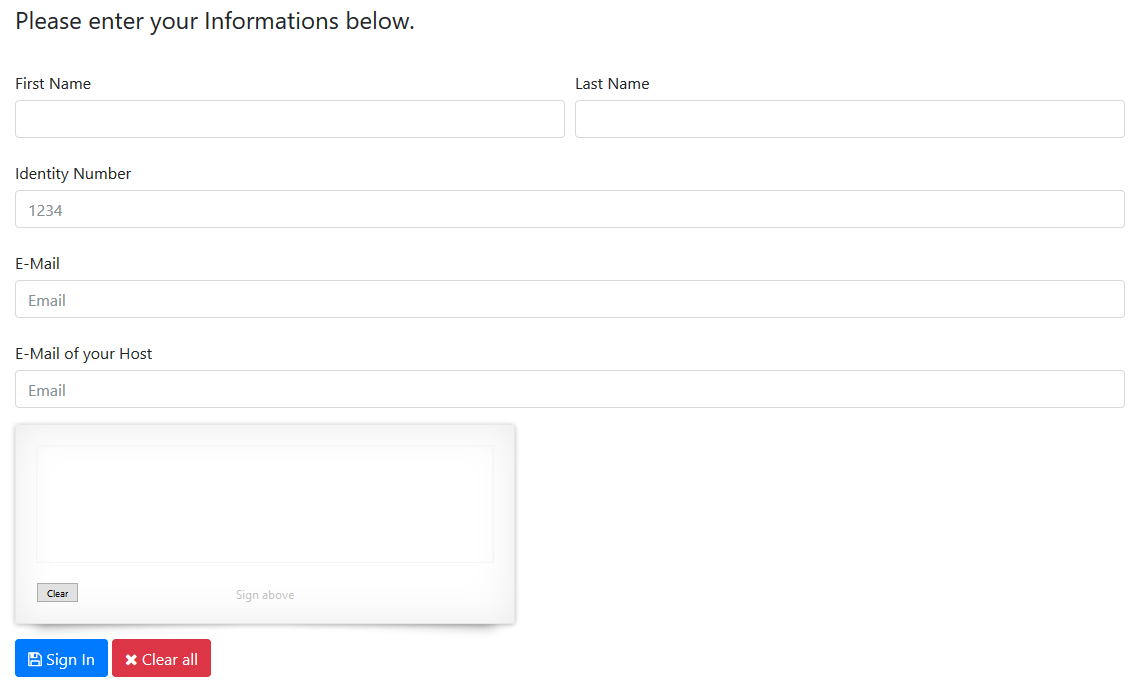 Please enter your Informations below.
First Name Last Name
Identity Number
1234
E-Mail
Email
E-Mail of your Host
Email
Clear Sign above
Sign In Clear all